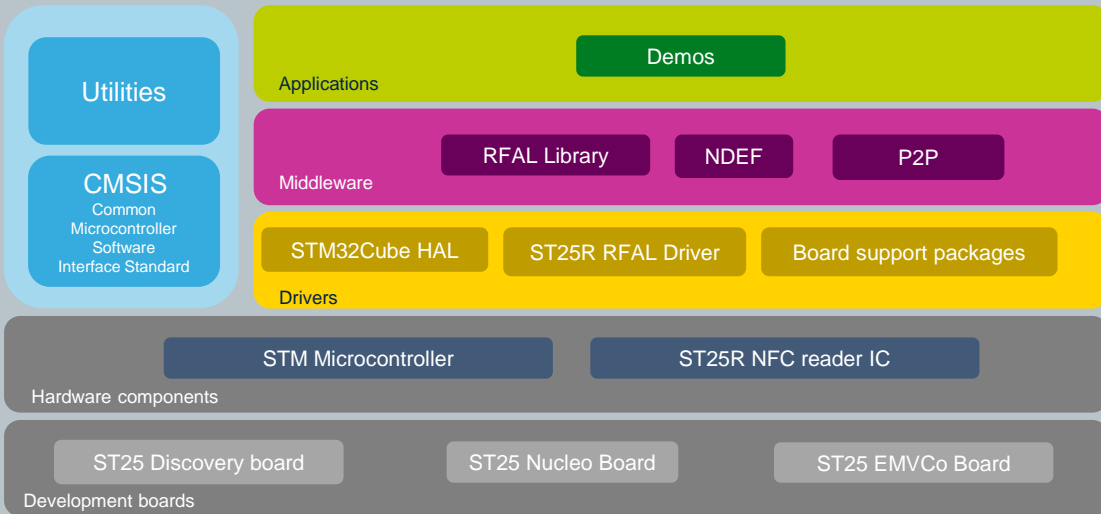 Utilities
CMSIS
Common
Microcontroller
Software
Interface Standard
Demos
Applications
RFAL Library
NDEF
P2P
Middleware
STM32Cube HAL
ST25R RFAL Driver
Board support packages
Drivers
STM Microcontroller
ST25R NFC reader IC
Hardware components
ST25 Discovery board
ST25 Nucleo Board
ST25 EMVCo Board
Development boards